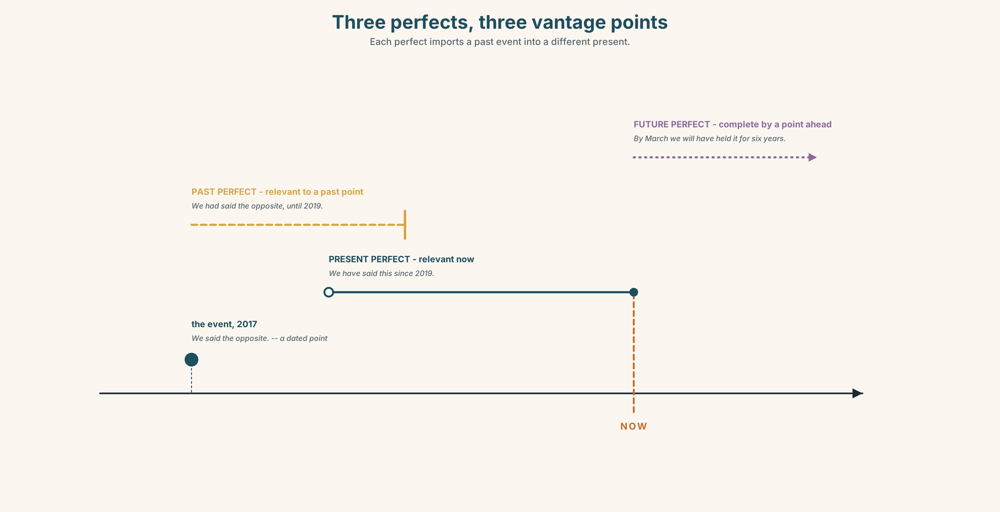 Three perfects, three vantage points
Each perfect imports a past event into a different present.
FUTURE PERFECT - complete by a point ahead
By March we will have held it for six years.
PAST PERFECT - relevant to a past point
We had said the opposite, until 2019.
PRESENT PERFECT - relevant now
We have said this since 2019.
the event, 2017
We said the opposite. -- a dated point
NOW